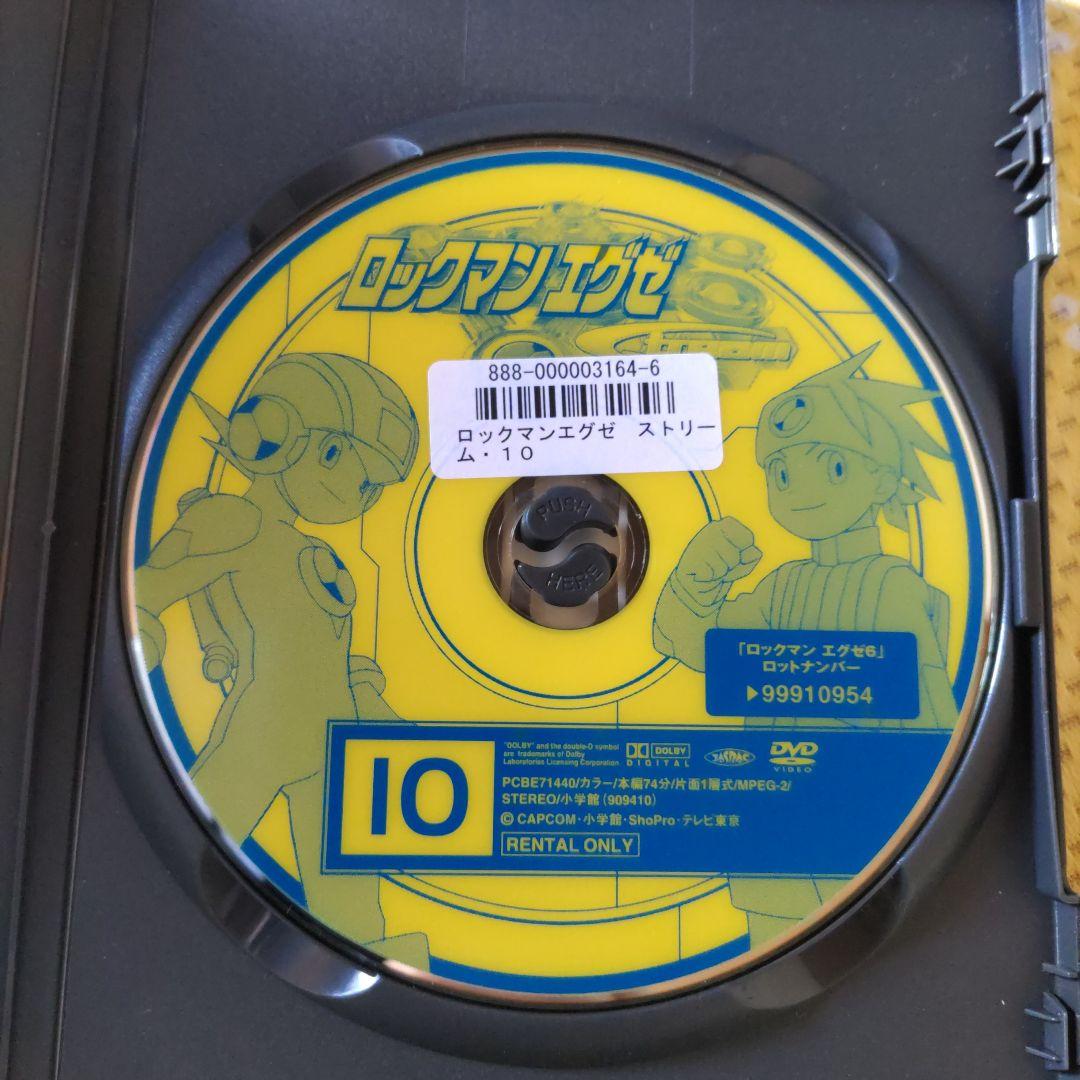 ロックマン エグゼ
Stream
888-000003164-6
ロックマンエグゼ ストリー
ム・10
PUSH
HERE
「ロックマン エグゼ6」
ロットナンバー
▶99910954
10
"DOLBY" and the double-D symbol
are trademarks of Dolby
Laboratories Licensing Corporation
DOLBY
DIGITAL
JASRAC
DVD
VIDEO
PCBE71440/カラー/本編74分/片面1層式/MPEG-2/
STEREO/小学館(909410)
© CAPCOM・小学館・ShoPro・テレビ東京
RENTAL ONLY